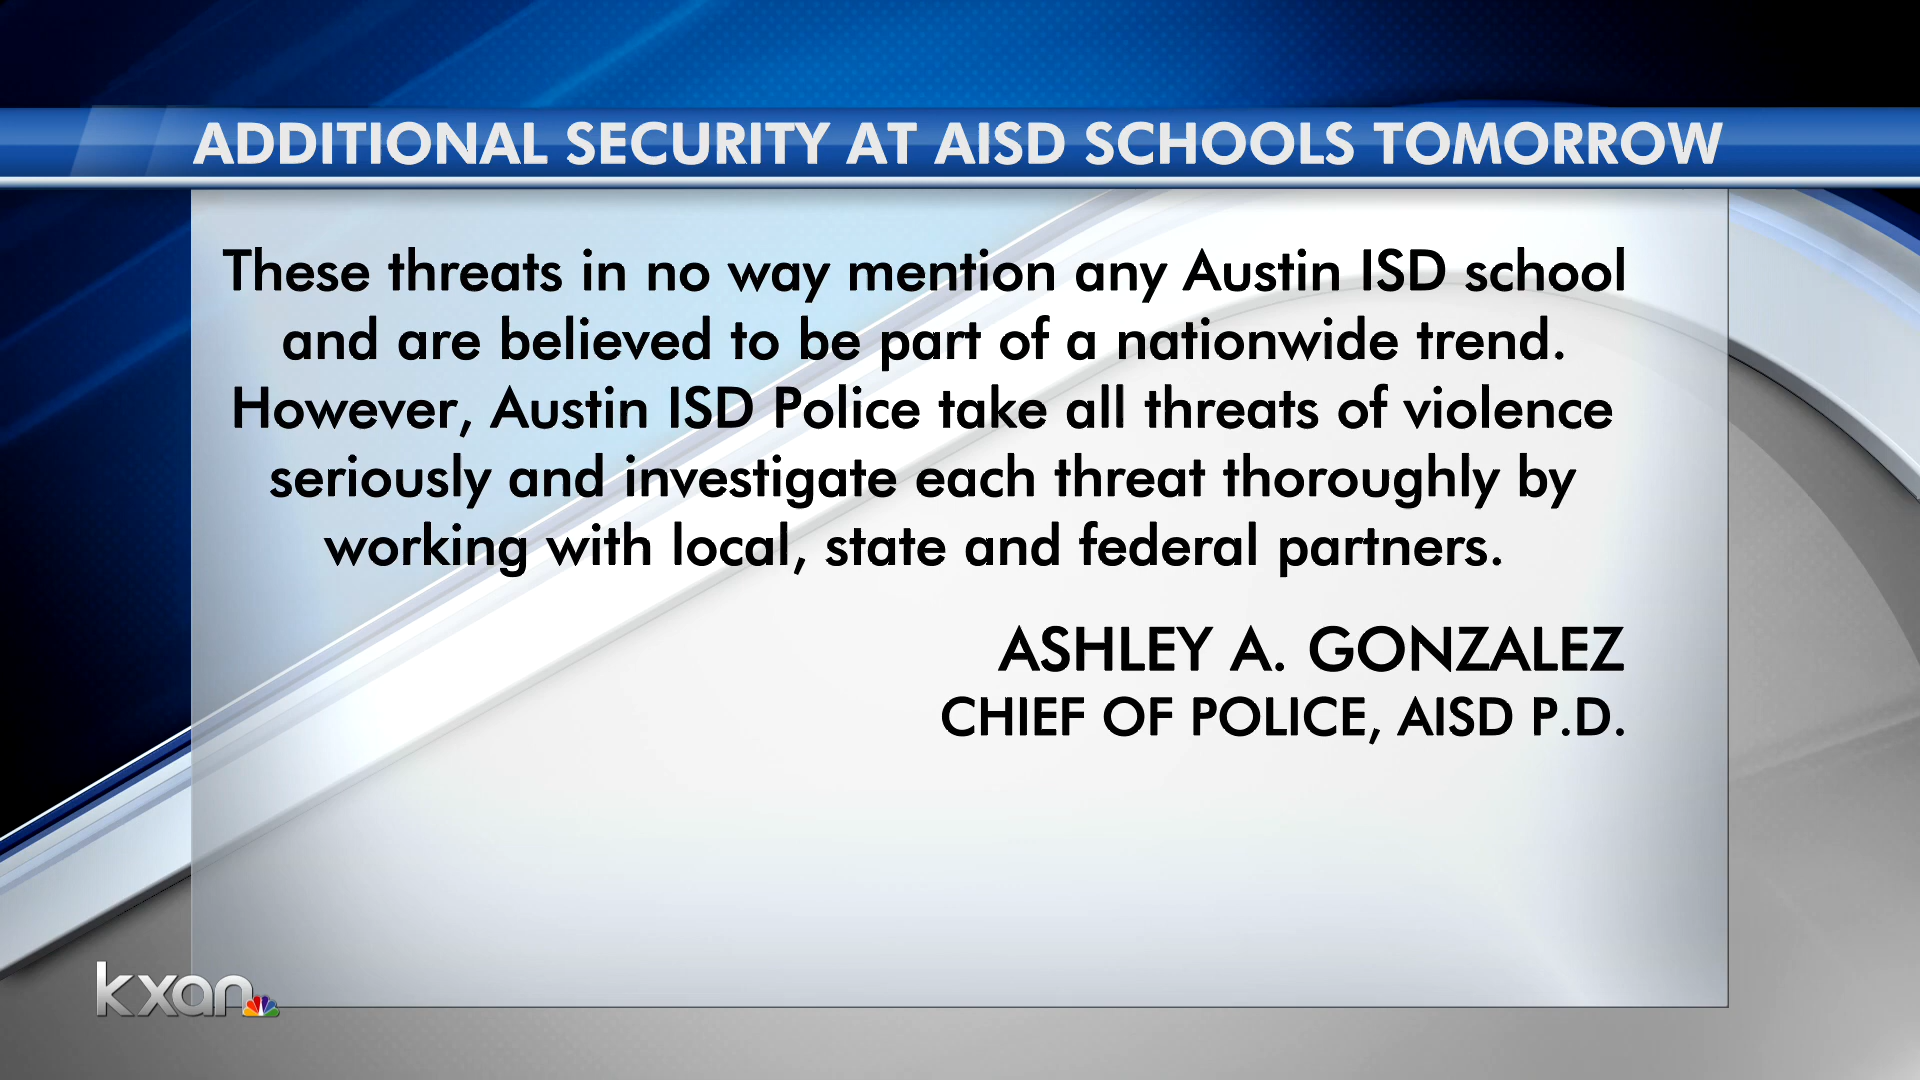 ADDITIONAL SECURITY AT AISD SCHOOLS TOMORROW
These threats in no way mention any Austin ISD school
and are believed to be part of a nationwide trend.
However, Austin ISD Police take all threats of violence
seriously and investigate each threat thoroughly by
working with local, state and federal partners.
ASHLEY A. GONZALEZ
CHIEF OF POLICE, AISD P.D.
kxan